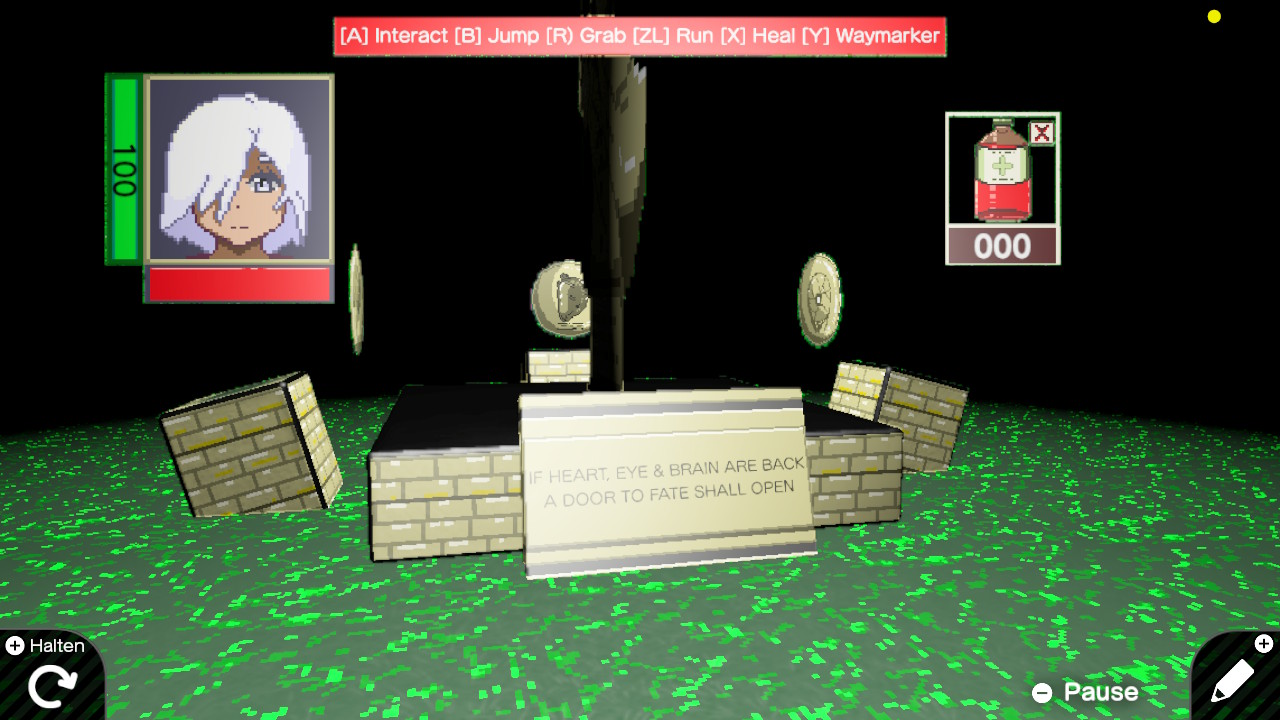 [A] Interact [B] Jump [R) Grab [ZL] Run [X] Heal [Y] Waymarker
100
X
000
IF HEART, EYE & BRAIN ARE BACK
A DOOR TO FATE SHALL OPEN
Halten
Pause